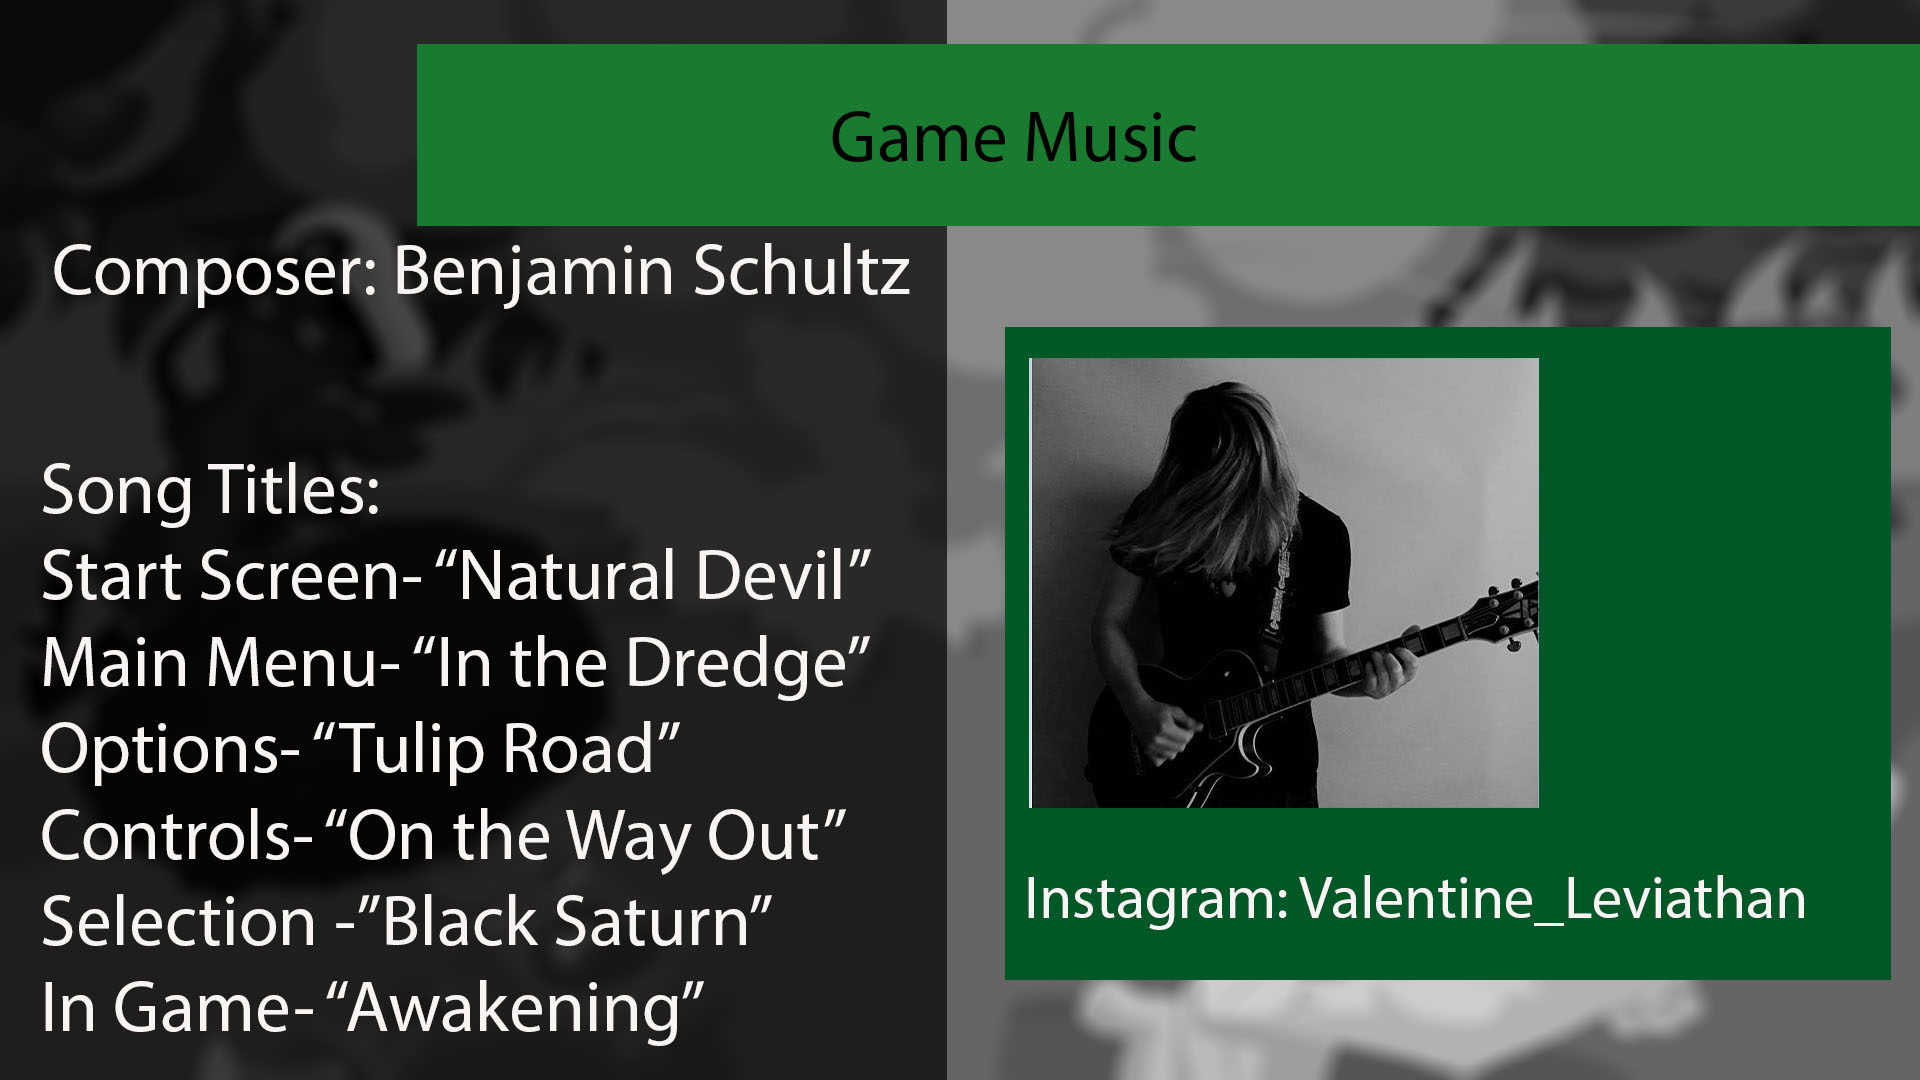 Game Music
Composer: Benjamin Schultz
Song Titles:
Start Screen- “Natural Devil”
Main Menu- “In the Dredge”
Options- “Tulip Road”
Controls- “On the Way Out”
Selection -”Black Saturn”
In Game- “Awakening”
Instagram: Valentine_Leviathan